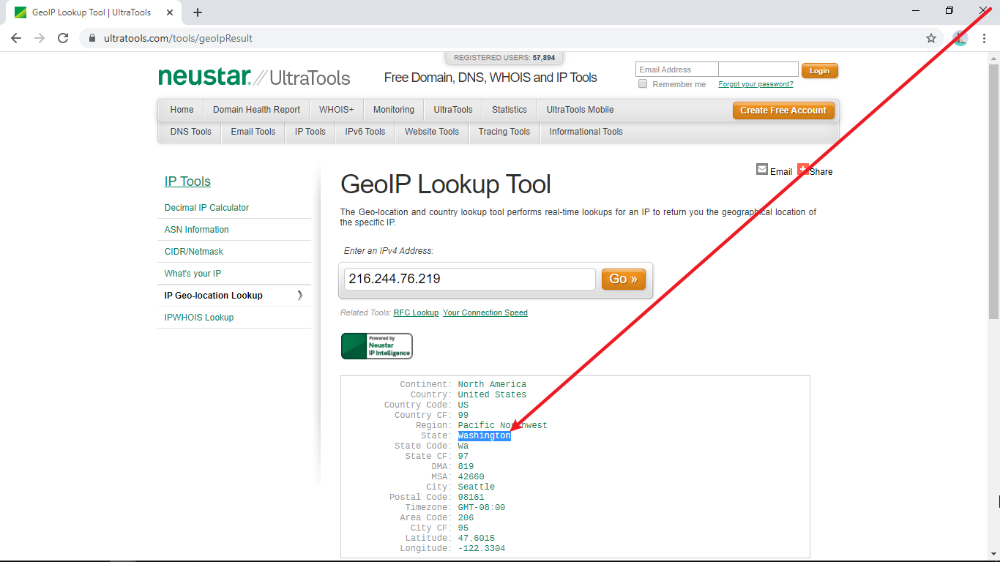 GeoIP Lookup Tool | UltraTools
ultratools.com/tools/geoIpResult
REGISTERED USERS: 57,894
neustar // UltraTools
Free Domain, DNS, WHOIS and IP Tools
Email Address
Login
Remember me
Forgot your password?
Home
Domain Health Report
WHOIS+
Monitoring
UltraTools
Statistics
UltraTools Mobile
Create Free Account
DNS Tools
Email Tools
IP Tools
IPv6 Tools
Website Tools
Tracing Tools
Informational Tools
IP Tools
Decimal IP Calculator
ASN Information
CIDR/Netmask
What's your IP
IP Geo-location Lookup
IPWHOIS Lookup
Email
Share
GeoIP Lookup Tool
The Geo-location and country lookup tool performs real-time lookups for an IP to return you the geographical location of
the specific IP.
Enter an IPv4 Address:
216.244.76.219
Go »
Related Tools: RFC Lookup Your Connection Speed
Powered by
Neustar
IP Intelligence
Continent: North America
Country: United States
Country Code: US
Country CF: 99
Region: Pacific Northwest
State: Washington
State Code: Wa
State CF: 97
DMA: 819
MSA: 42660
City: Seattle
Postal Code: 98161
Timezone: GMT-08:00
Area Code: 206
City CF: 95
Latitude: 47.6015
Longitude: -122.3304